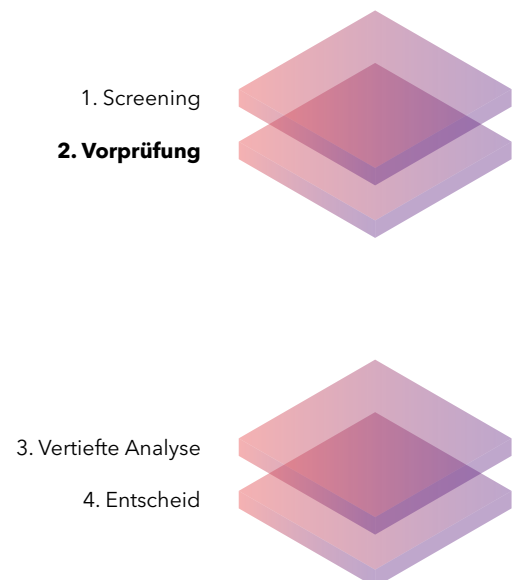 1. Screening
2. Vorprüfung
3. Vertiefte Analyse
4. Entscheid